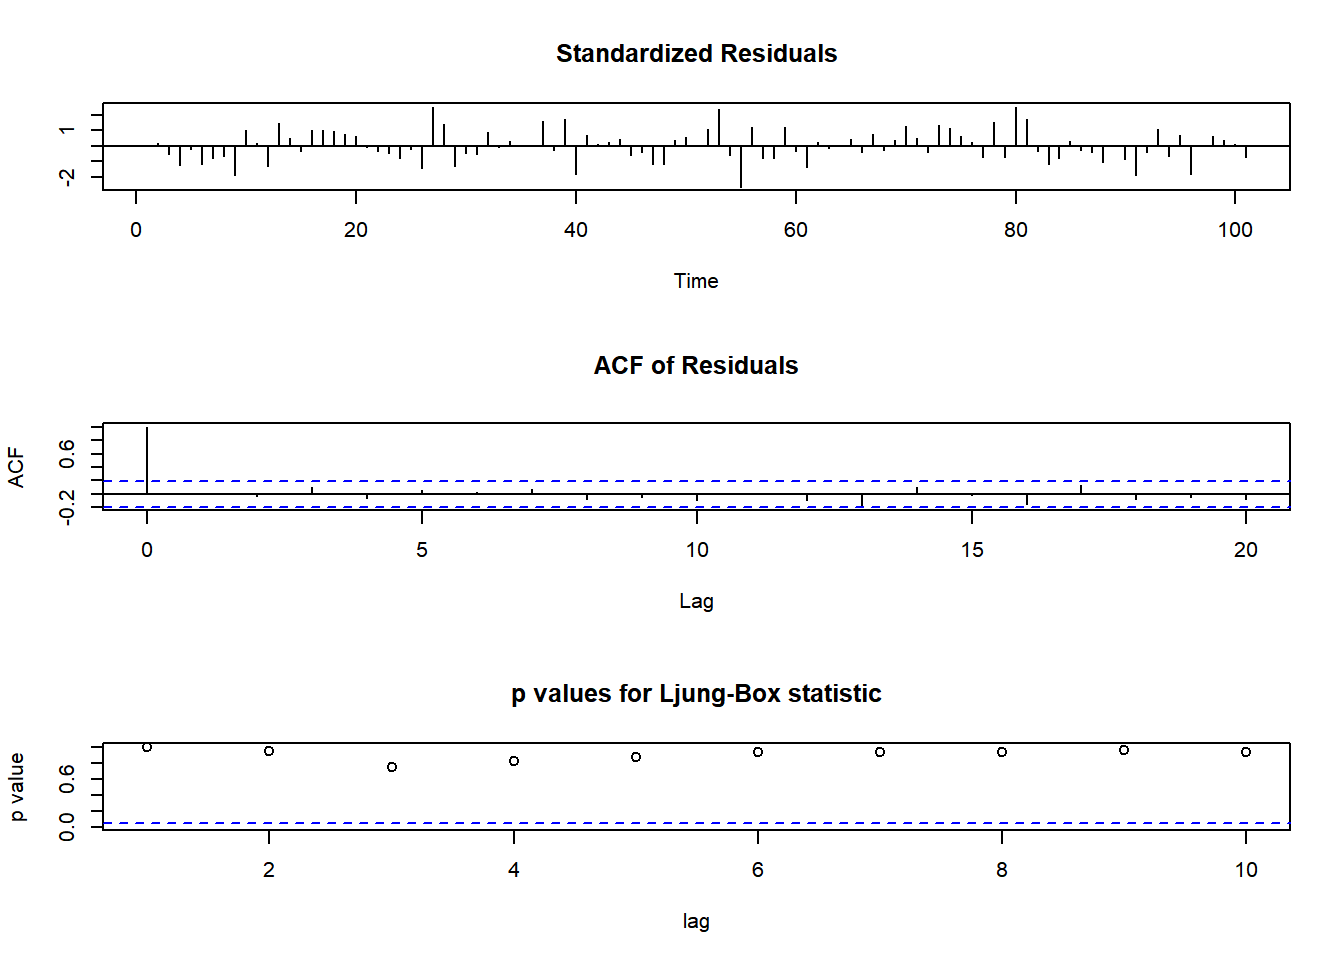 Standardized Residuals
1
-2
0 20 40 60 80 100
Time
ACF of Residuals
ACF
0.6
-0.2
0 5 10 15 20
Lag
p values for Ljung-Box statistic
p value
0.6
0.0
2 4 6 8 10
lag